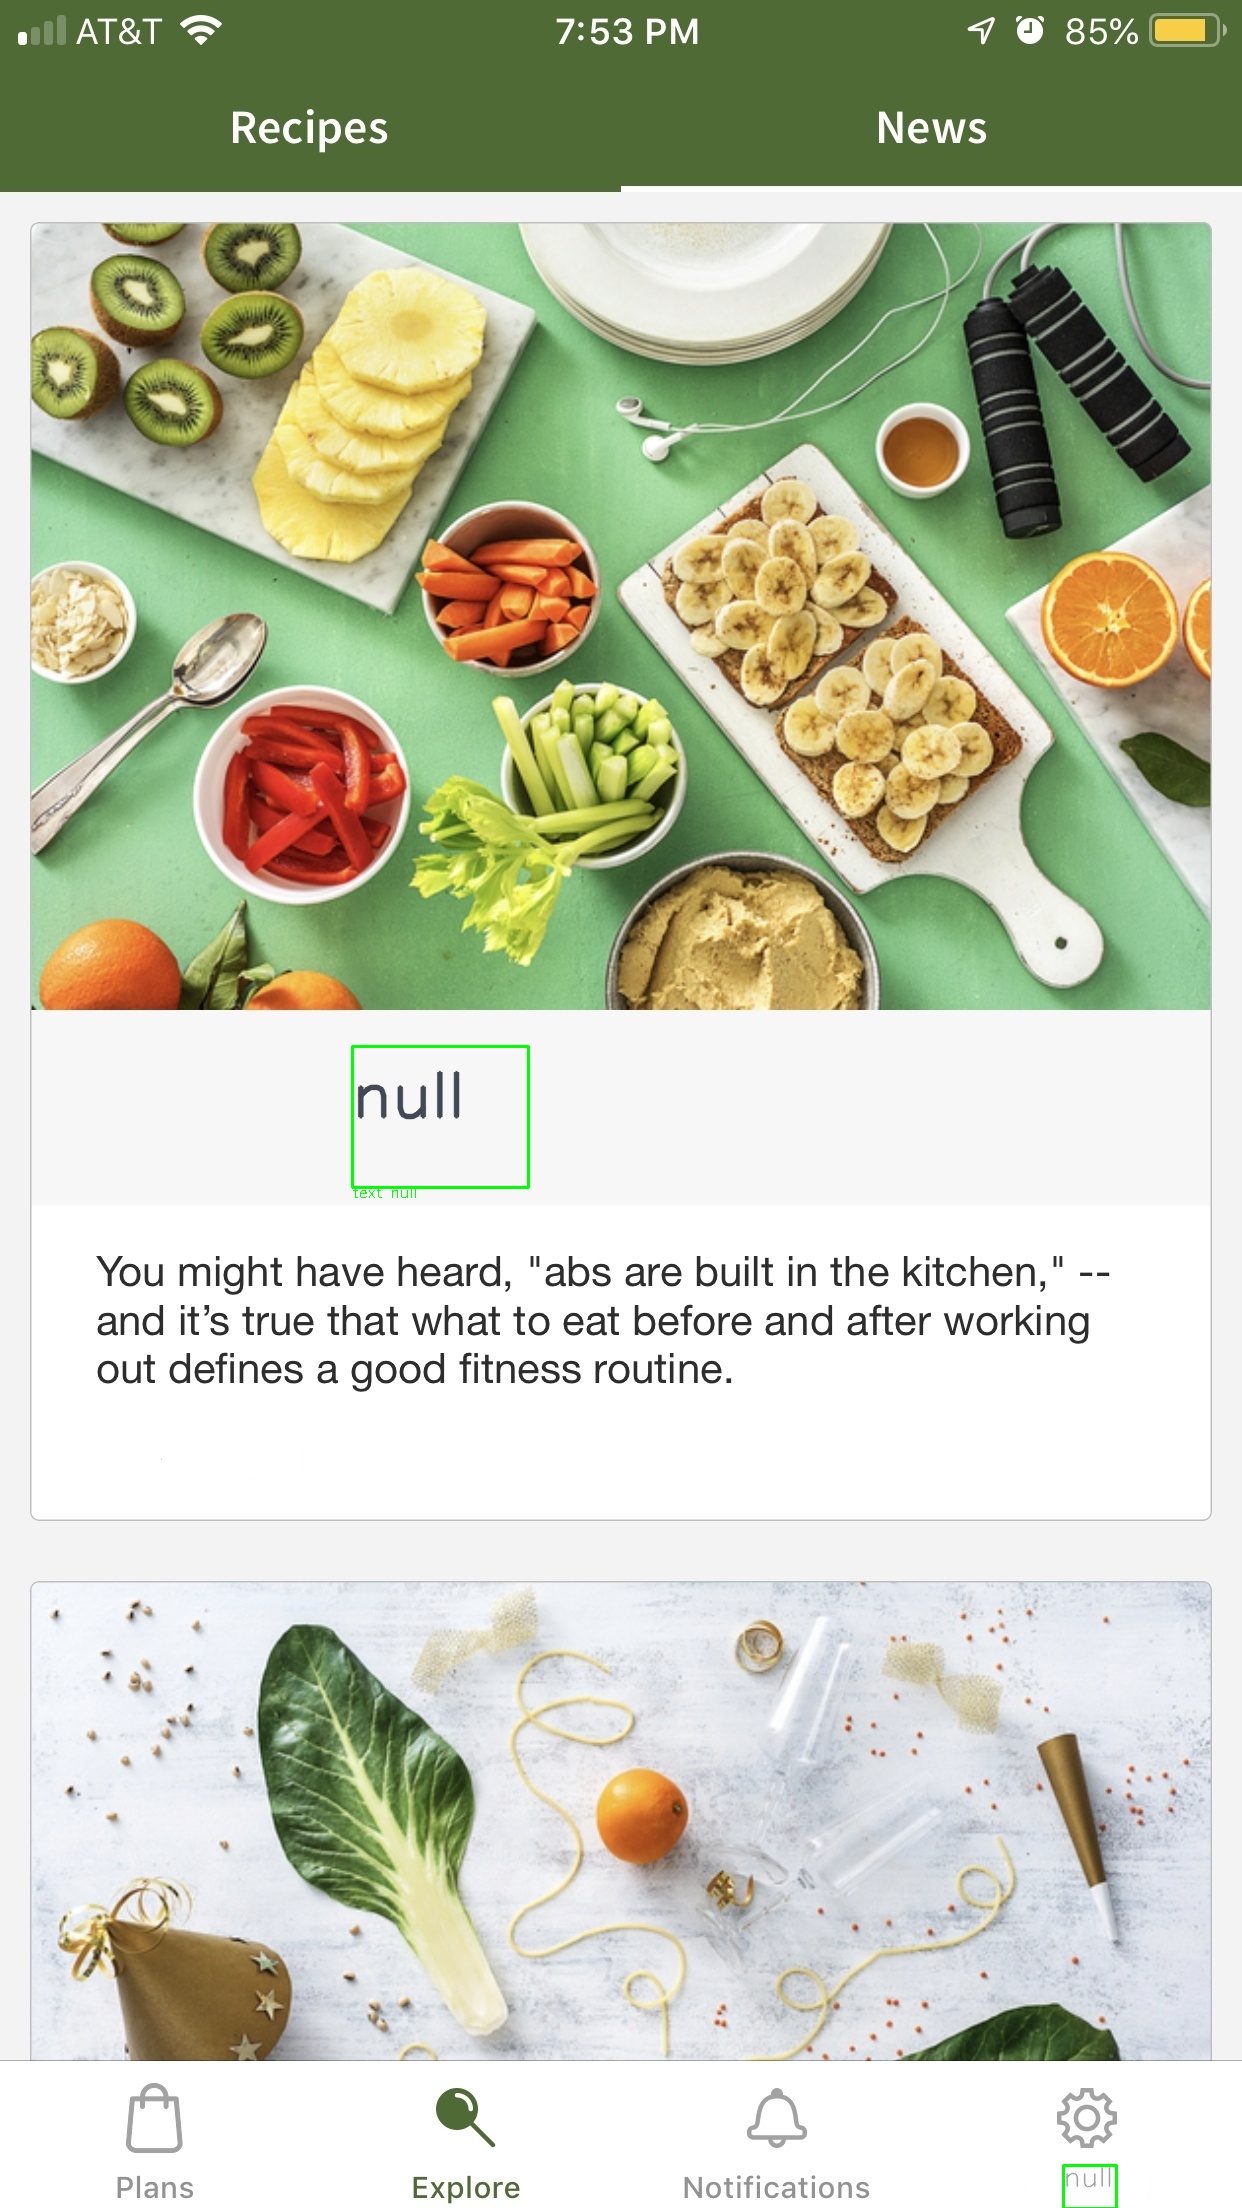 AT&T 7:53 PM 85%
Recipes News
null
text null
You might have heard, "abs are built in the kitchen," --
and it’s true that what to eat before and after working
out defines a good fitness routine.
Plans Explore Notifications null